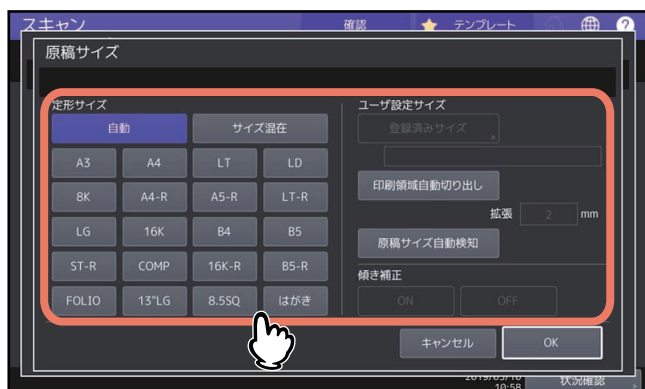 スキャン 確認 テンプレート ?
原稿サイズ
定形サイズ ユーザ設定サイズ
自動 サイズ混在 登録済みサイズ
A3 A4 LT LD
8K A4-R A5-R LT-R 印刷領域自動切り出し
拡張 2 mm
LG 16K B4 B5
原稿サイズ自動検知
ST-R COMP 16K-R B5-R
傾き補正
FOLIO 13"LG 8.5SQ はがき ON OFF
キャンセル OK
10:58 状況確認